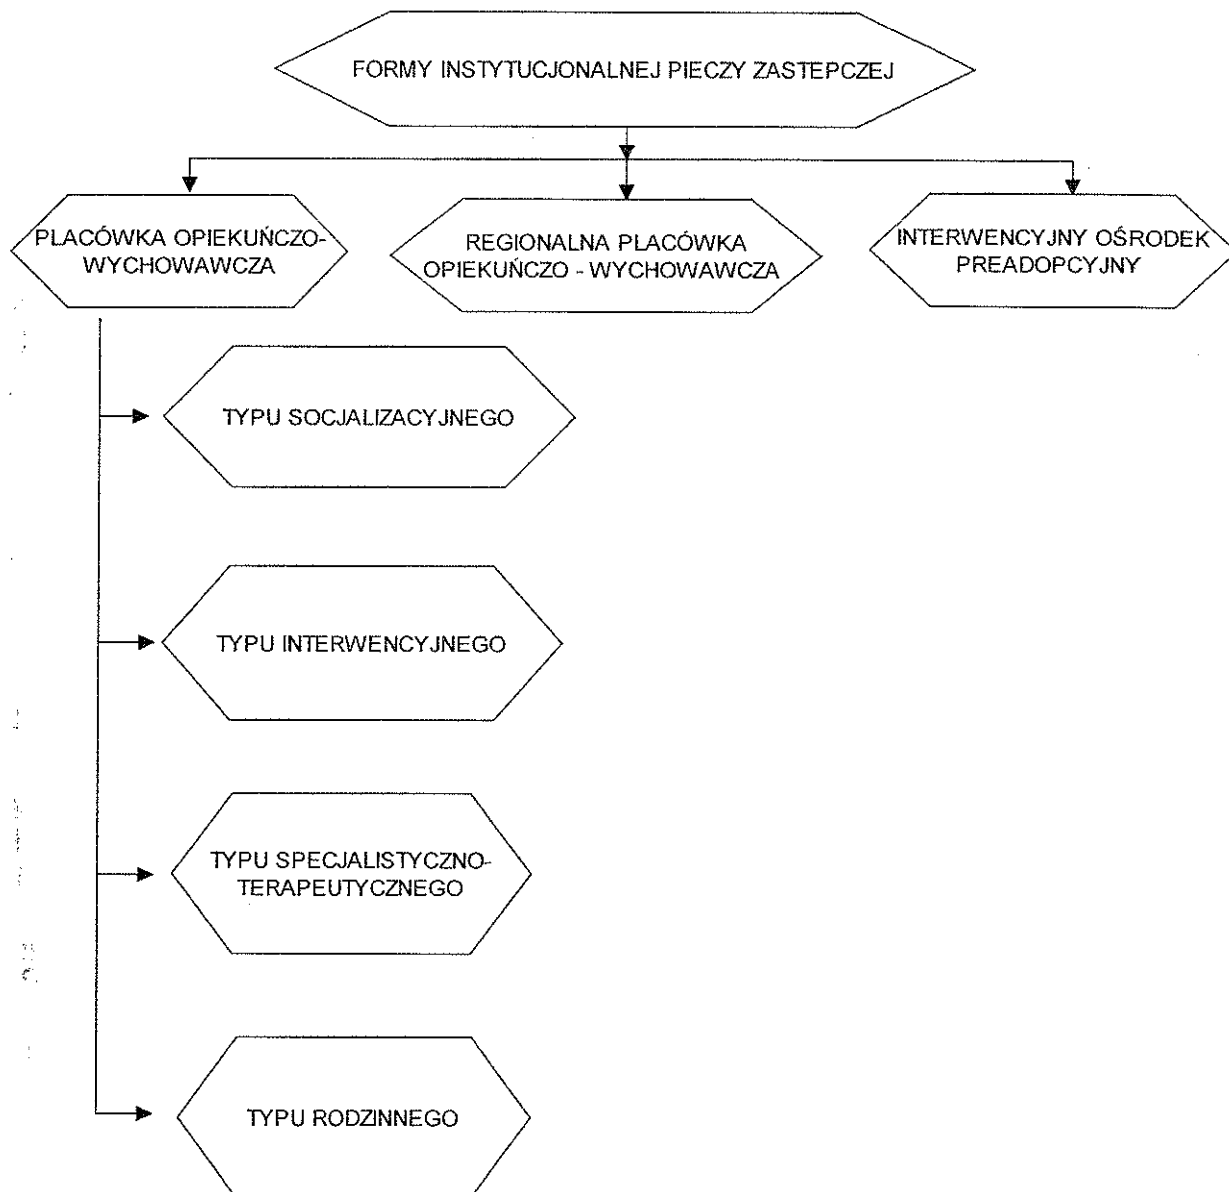 FORMY INSTYTUCJONALNEJ PIECZY ZASTEPCZEJ
PLACÓWKA OPIEKUŃCZO-
WYCHOWAWCZA
REGIONALNA PLACÓWKA
OPIEKUŃCZO - WYCHOWAWCZA
INTERWENCYJNY OŚRODEK
PREADOPCYJNY
TYPU SOCJALIZACYJNEGO
TYPU INTERWENCYJNEGO
TYPU SPECJALISTYCZNO-
TERAPEUTYCZNEGO
TYPU RODZINNEGO